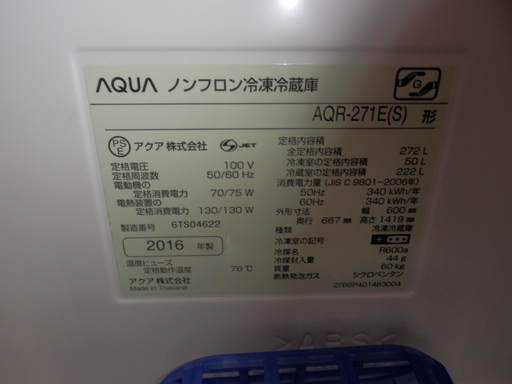 AQUA ノンフロン冷凍冷蔵庫
G
AQR-271E(S) 形
PS E アクア株式会社 S JET
定格電圧 100 V
定格周波数 50/60 Hz
電動機の
定格消費電力 70/75 W
電熱装置の
定格消費電力 130/130 W
製造番号 6TS04622
2016 年製
温度ヒューズ
定格動作温度 76℃
アクア株式会社
Made in Thailand
定格内容積
全定格内容積 272 L
冷凍室の定格内容積 50 L
冷蔵室の定格内容積 222 L
消費電力量 (JIS C 9801-2006年)
50Hz 340 kWh/年
60Hz 340 kWh/年
外形寸法 幅 600 mm
奥行 667 mm 高さ 1419 mm
種類 冷凍冷蔵庫
冷凍室の記号
冷媒名 R600a
冷媒封入量 44 g
質量 60 kg
断熱発泡ガス シクロペンタン
2F66P401483004
>ABS<